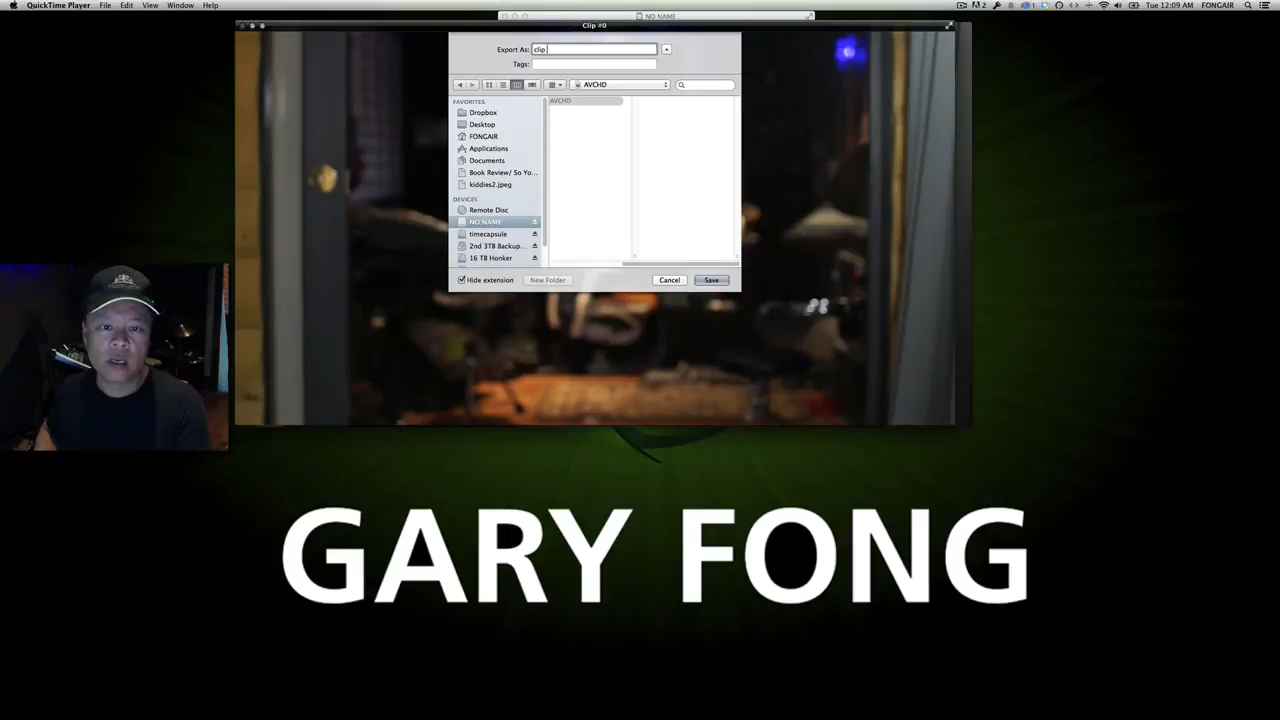 QuickTime Player File Edit View Window Help
2
Tue 12:09 AM FONGAIR
NO NAME
Clip #0
Export As: clip
Tags:
AVCHD
FAVORITES
AVCHD
Dropbox
Desktop
FONGAIR
Applications
Documents
Book Review/ So Yo...
kiddies2.jpeg
DEVICES
Remote Disc
NO NAME
timecapsule
2nd 3TB Backup...
16 TB Honker
Hide extension New Folder Cancel Save
GARY FONG